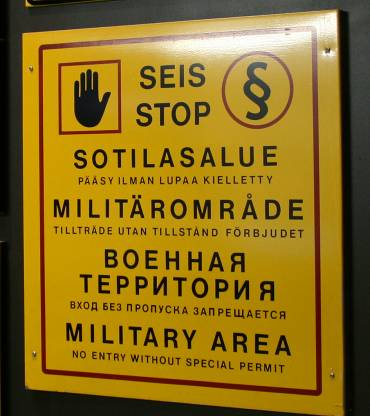 SEIS
STOP
§
SOTILASALUE
PÄÄSY ILMAN LUPAA KIELLETTY
MILITÄROMRÅDE
TILLTRÄDE UTAN TILLSTÅND FÖRBJUDET
ВОЕННАЯ
ТЕРРИТОРИЯ
ВХОД БЕЗ ПРОПУСКА ЗАПРЕЩАЕТСЯ
MILITARY AREA
NO ENTRY WITHOUT SPECIAL PERMIT